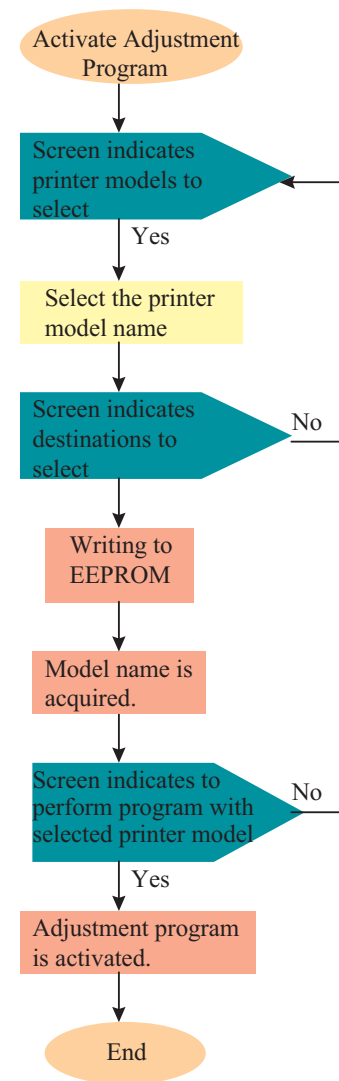 Activate Adjustment
Program
Screen indicates
printer models to
select
Yes
Select the printer
model name
Screen indicates
destinations to
select
No
Writing to
EEPROM
Model name is
acquired.
Screen indicates to
perform program with
selected printer model
No
Yes
Adjustment program
is activated.
End